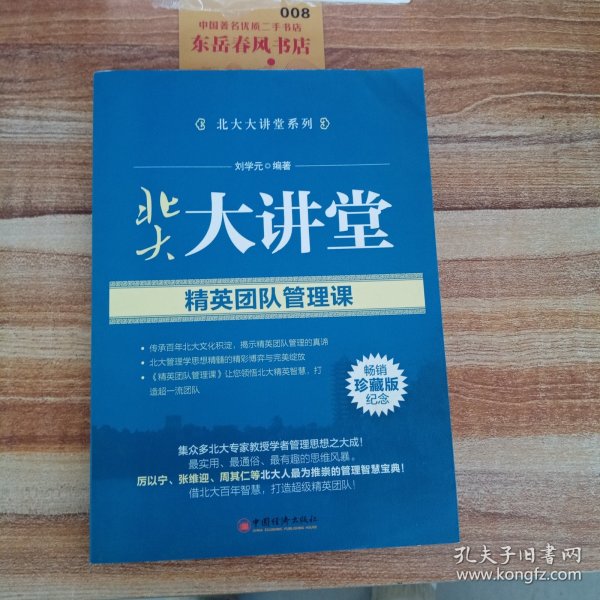 008
中国著名优质二手书店
东岳春风书店
北大大讲堂系列
刘学元 编著
北大 大讲堂
精英团队管理课
• 传承百年北大文化积淀，揭示精英团队管理的真谛
• 北大管理学思想精髓的精彩博弈与完美绽放
• 《精英团队管理课》让您领悟北大精英智慧，打
造超一流团队
畅销
珍藏版
纪念
集众多北大专家教授学者管理思想之大成！
最实用、最通俗、最有趣的思维风暴。
厉以宁、张维迎、周其仁等北大人最为推崇的管理智慧宝典！
借北大百年智慧，打造超级精英团队！
中国经济出版社
CHINA ECONOMIC PUBLISHING HOUSE
孔夫子旧书网
www.kongfz.com